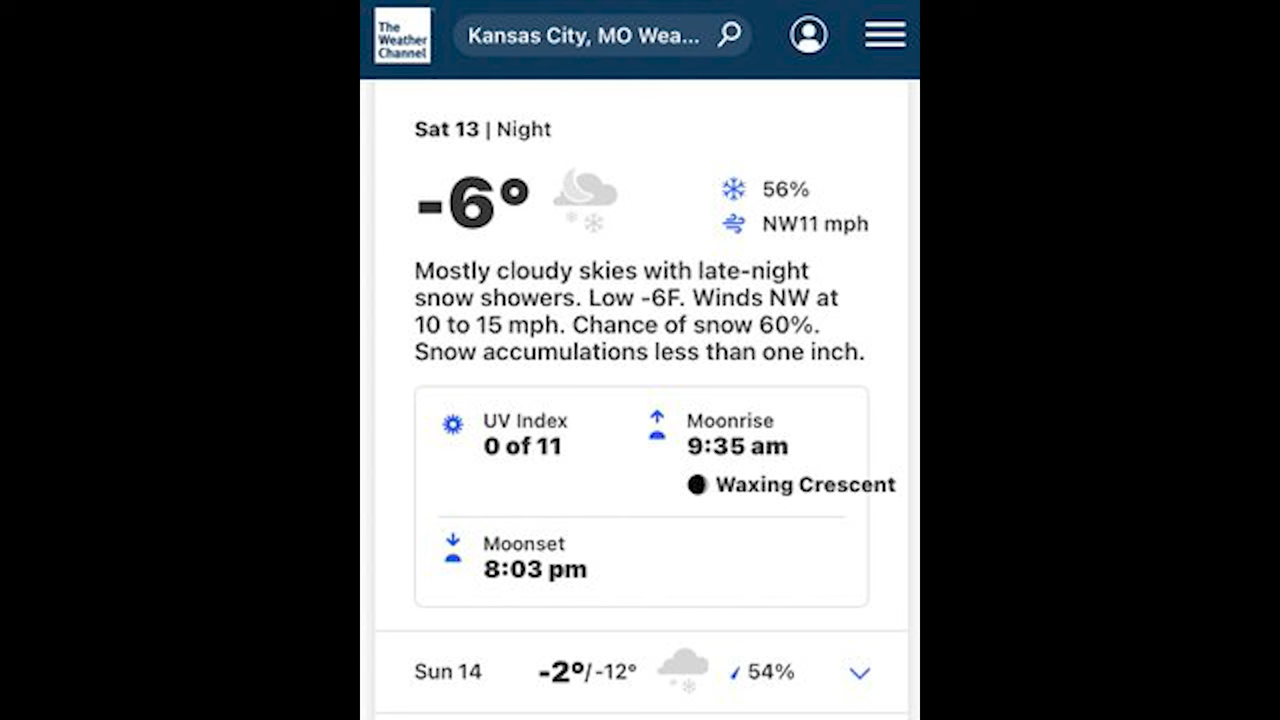 The
Weather
Channel
Kansas City, MO Wea...
Sat 13 | Night
-6°
56%
NW11 mph
Mostly cloudy skies with late-night
snow showers. Low -6F. Winds NW at
10 to 15 mph. Chance of snow 60%.
Snow accumulations less than one inch.
UV Index
0 of 11
Moonrise
9:35 am
Waxing Crescent
Moonset
8:03 pm
Sun 14 -2°/-12° 54%